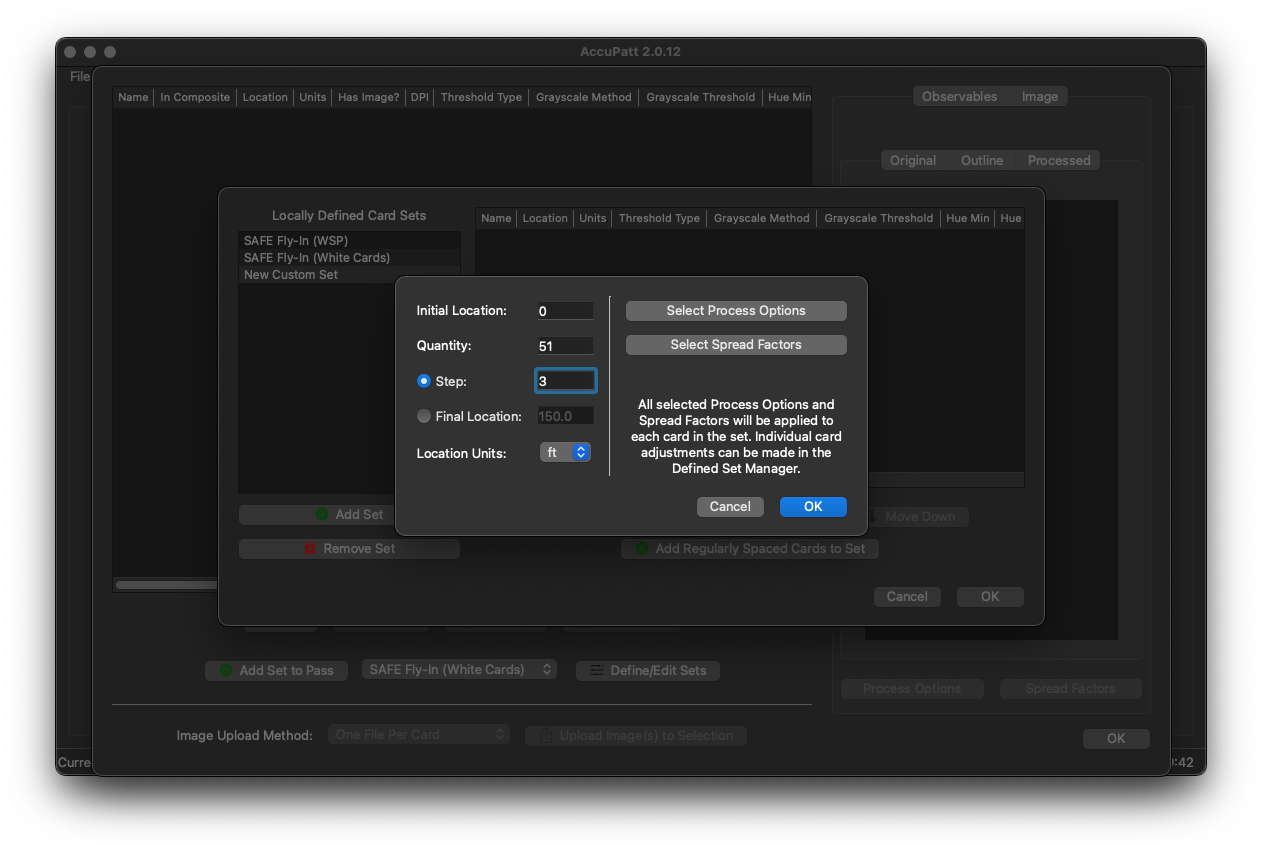 AccuPatt 2.0.12
File
Name In Composite Location Units Has Image? DPI Threshold Type Grayscale Method Grayscale Threshold Hue Min
Observables Image
Original Outline Processed
Locally Defined Card Sets
SAFE Fly-In (WSP)
SAFE Fly-In (White Cards)
New Custom Set
Name Location Units Threshold Type Grayscale Method Grayscale Threshold Hue Min Hue
Initial Location: 0
Quantity: 51
Step: 3
Final Location: 150.0
Location Units: ft
Select Process Options
Select Spread Factors
All selected Process Options and
Spread Factors will be applied to
each card in the set. Individual card
adjustments can be made in the
Defined Set Manager.
Cancel OK
Add Set
Move Down
Remove Set
Add Regularly Spaced Cards to Set
Cancel OK
Add Set to Pass SAFE Fly-In (White Cards) Define/Edit Sets
Process Options Spread Factors
Image Upload Method: One File Per Card Upload Image(s) to Selection
OK
Curre
:42